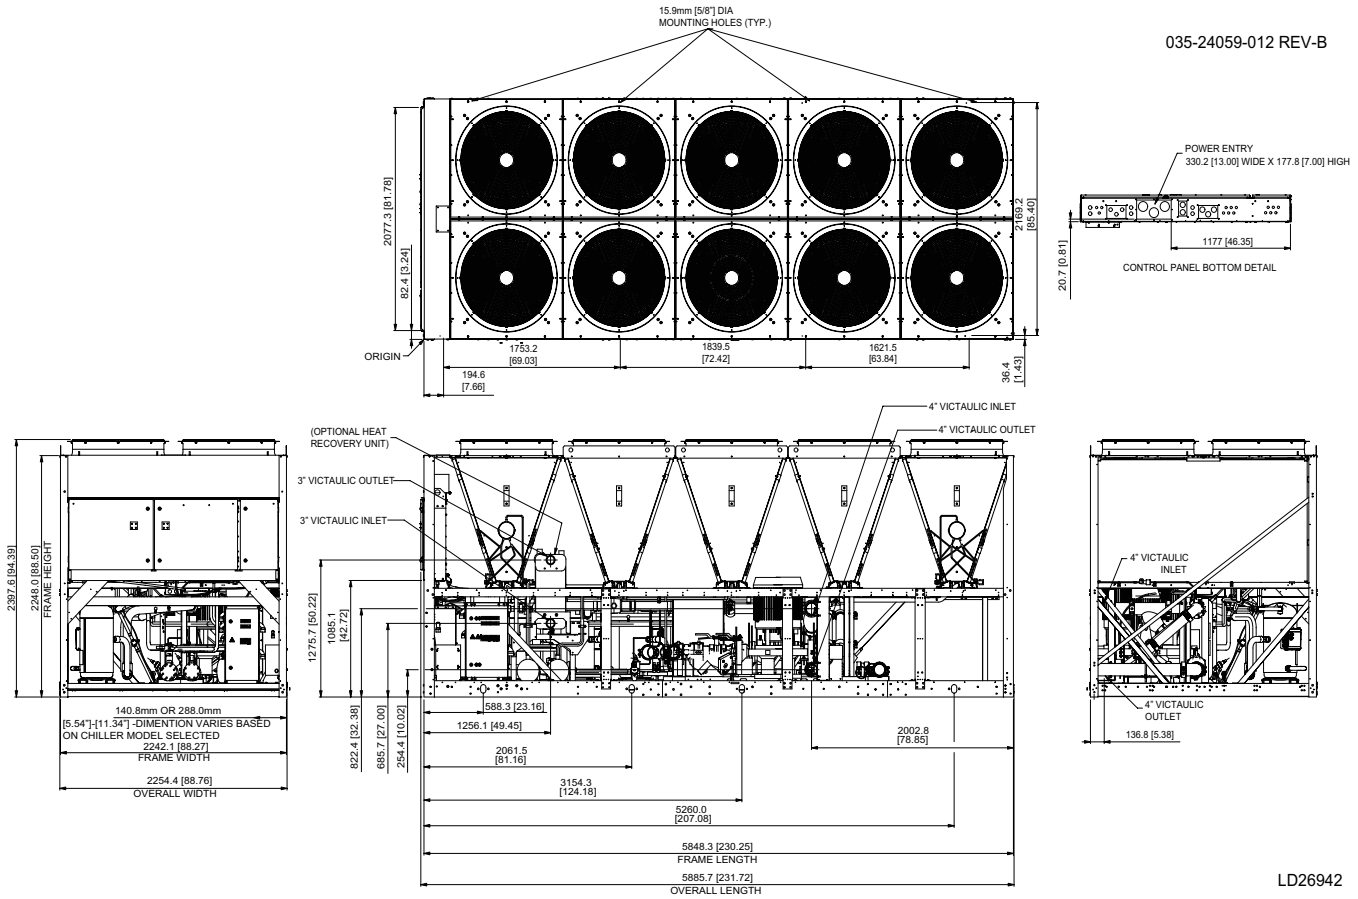 15.9mm [5/8"] DIA
MOUNTING HOLES (TYP.)
035-24059-012 REV-B
2077.3 [81.78]
82.4 [3.24]
ORIGIN
1753.2
[69.03]
1839.5
[72.42]
1621.5
[63.84]
194.6
[7.66]
2169.2
[85.40]
36.4
[1.43]
POWER ENTRY
330.2 [13.00] WIDE X 177.8 [7.00] HIGH
20.7 [0.81]
1177 [46.35]
CONTROL PANEL BOTTOM DETAIL
2397.6 [94.39]
2248.0 [88.50]
FRAME HEIGHT
140.8mm OR 288.0mm
[5.54"]-[11.34"] -DIMENTION VARIES BASED
ON CHILLER MODEL SELECTED
2242.1 [88.27]
FRAME WIDTH
2254.4 [88.76]
OVERALL WIDTH
(OPTIONAL HEAT
RECOVERY UNIT)
3" VICTAULIC OUTLET
3" VICTAULIC INLET
4" VICTAULIC INLET
4" VICTAULIC OUTLET
1275.7 [50.22]
1085.1
[42.72]
822.4 [32.38]
685.7 [27.00]
254.4 [10.02]
588.3 [23.16]
1256.1 [49.45]
2061.5
[81.16]
2002.8
[78.85]
3154.3
[124.18]
5260.0
[207.08]
5848.3 [230.25]
FRAME LENGTH
5885.7 [231.72]
OVERALL LENGTH
4" VICTAULIC
INLET
4" VICTAULIC
OUTLET
136.8 [5.38]
LD26942